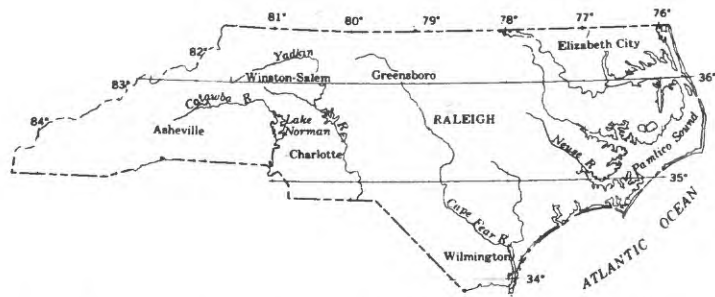 81°
80°
79°
78°
77°
76°
82°
83°
84°
Yadkin
R
Elizabeth City
Winston-Salem
Greensboro
36°
Catawba R
Lake
Norman
RALEIGH
Asheville
Charlotte
Neuse R.
Pamlico Sound
35°
Cape Fear R.
Wilmington
34°
ATLANTIC OCEAN